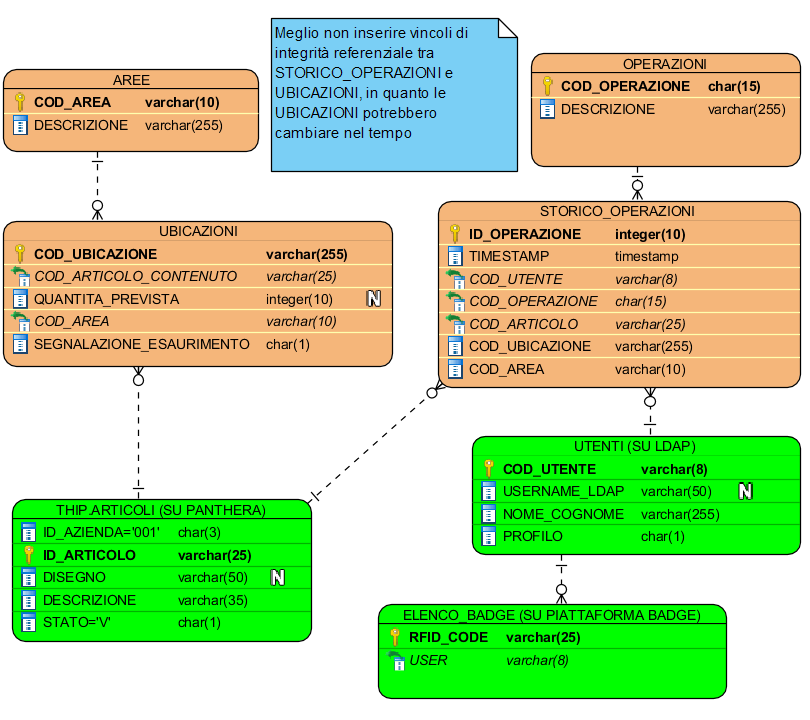 Meglio non inserire vincoli di
integrità referenziale tra
STORICO_OPERAZIONI e
UBICAZIONI, in quanto le
UBICAZIONI potrebbero
cambiare nel tempo
AREE
COD_AREA varchar(10)
DESCRIZIONE varchar(255)
OPERAZIONI
COD_OPERAZIONE char(15)
DESCRIZIONE varchar(255)
UBICAZIONI
COD_UBICAZIONE varchar(255)
COD_ARTICOLO_CONTENUTO varchar(25)
QUANTITA_PREVISTA integer(10) N
COD_AREA varchar(10)
SEGNALAZIONE_ESAURIMENTO char(1)
STORICO_OPERAZIONI
ID_OPERAZIONE integer(10)
TIMESTAMP timestamp
COD_UTENTE varchar(8)
COD_OPERAZIONE char(15)
COD_ARTICOLO varchar(25)
COD_UBICAZIONE varchar(255)
COD_AREA varchar(10)
UTENTI (SU LDAP)
COD_UTENTE varchar(8)
USERNAME_LDAP varchar(50) N
NOME_COGNOME varchar(255)
PROFILO char(1)
THIP.ARTICOLI (SU PANTHERA)
ID_AZIENDA='001' char(3)
ID_ARTICOLO varchar(25)
DISEGNO varchar(50) N
DESCRIZIONE varchar(35)
STATO='V' char(1)
ELENCO_BADGE (SU PIATTAFORMA BADGE)
RFID_CODE varchar(25)
USER varchar(8)